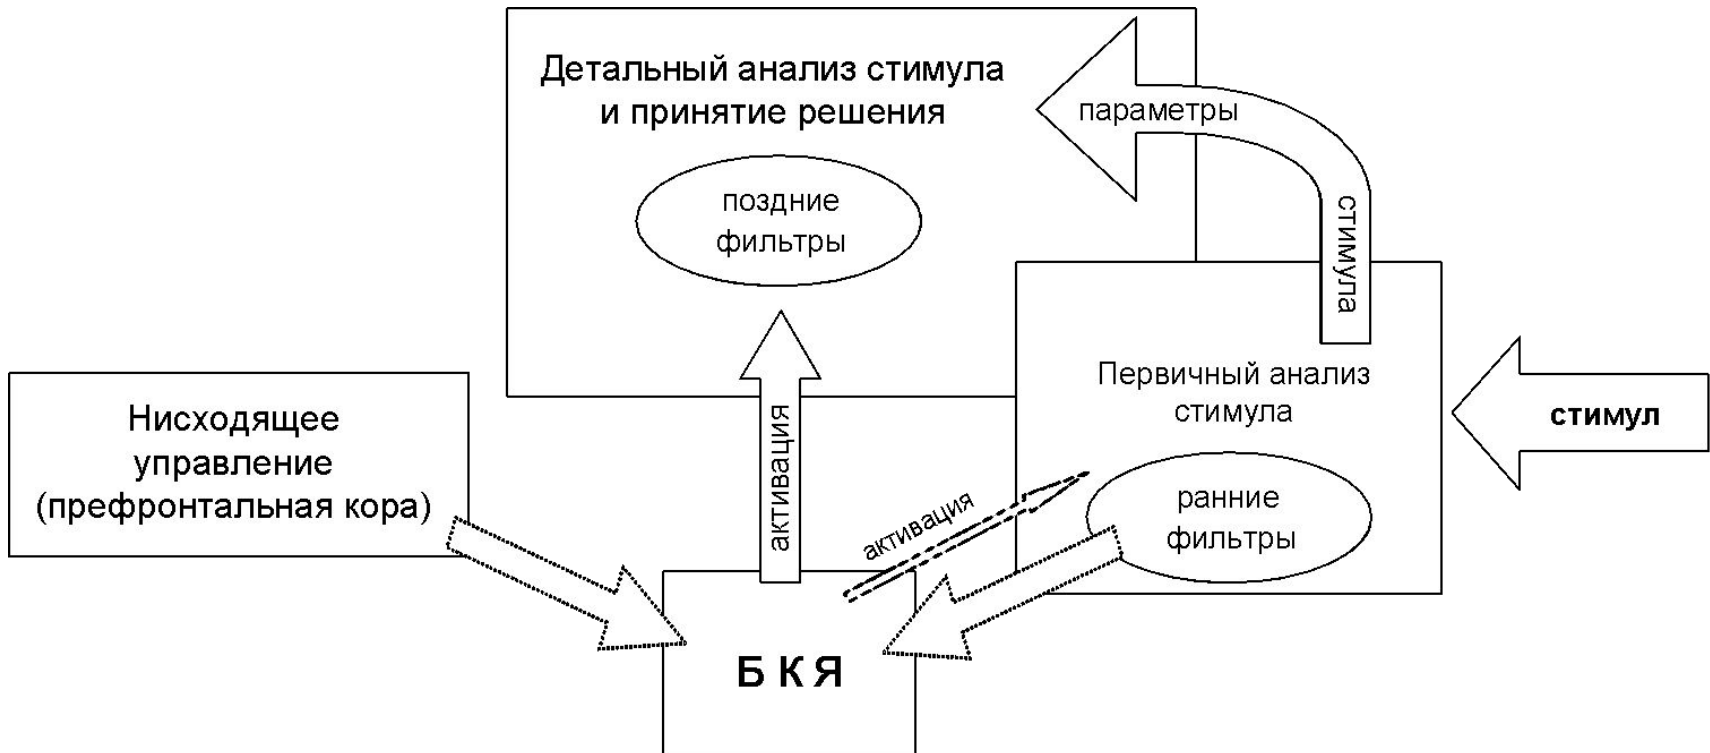 Детальный анализ стимула
и принятие решения
параметры
стимула
поздние
фильтры
Первичный анализ
стимула
стимул
Нисходящее
управление
(префронтальная кора)
активация
активация
ранние
фильтры
Б К Я